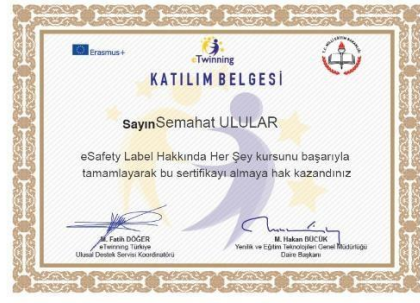 Erasmus+
eTwinning
KATILIM BELGESİ
Sayın Semahat ULULAR
eSafety Label Hakkında Her Şey kursunu başarıyla
tamamlayarak bu sertifikayı almaya hak kazandınız
M. Fatih DÖĞER
eTwinning Türkiye
Ulusal Destek Servisi Koordinatörü
M. Hakan BÜCÜK
Yenilik ve Eğitim Teknolojileri Genel Müdürlüğü
Daire Başkanı